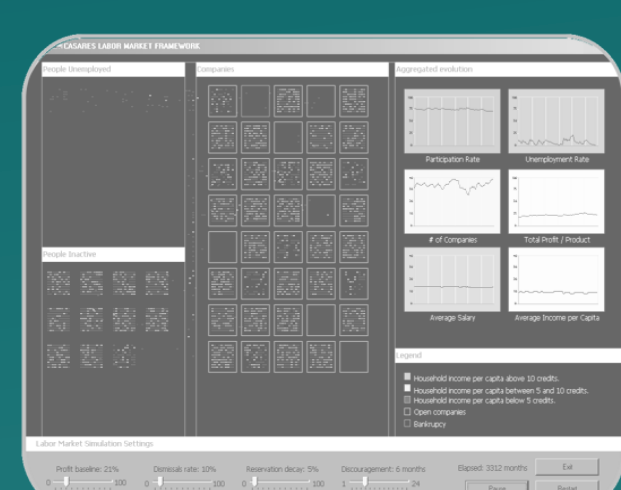 CASARES LABOR MARKET FRAMEWORK
People Unemployed
Companies
Aggregated evolution
Participation Rate
Unemployment Rate
# of Companies
Total Profit / Product
People Inactive
Average Salary
Average Income per Capita
Legend
Household income per capita above 10 credits.
Household income per capita between 5 and 10 credits.
Household income per capita below 5 credits.
Open companies
Bankrupcy
Labor Market Simulation Settings
Profit baseline: 21%
Dismisals rate: 10%
Reservation decay: 5%
Discouragement: 6 months
Elapsed: 3312 months
Exit
0 100
0 100
0 100
1 24
Pause
Restart